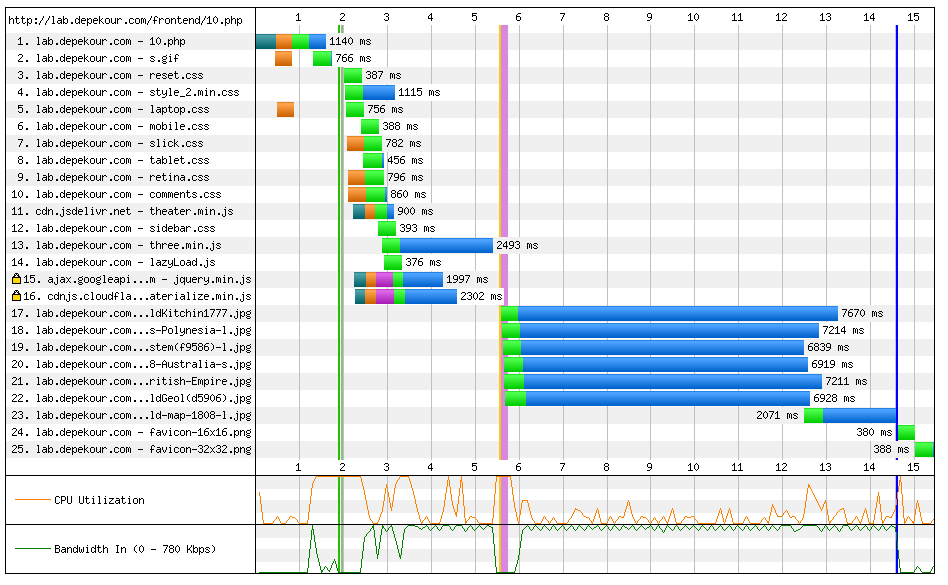 http://lab.depekour.com/frontend/10.php 1 2 3 4 5 6 7 8 9 10 11 12 13 14 15
1. lab.depekour.com - 10.php 1140 ms
2. lab.depekour.com - s.gif 766 ms
3. lab.depekour.com - reset.css 387 ms
4. lab.depekour.com - style_2.min.css 1115 ms
5. lab.depekour.com - laptop.css 756 ms
6. lab.depekour.com - mobile.css 388 ms
7. lab.depekour.com - slick.css 782 ms
8. lab.depekour.com - tablet.css 456 ms
9. lab.depekour.com - retina.css 796 ms
10. lab.depekour.com - comments.css 860 ms
11. cdn.jsdelivr.net - theater.min.js 900 ms
12. lab.depekour.com - sidebar.css 393 ms
13. lab.depekour.com - three.min.js 2493 ms
14. lab.depekour.com - lazyLoad.js 376 ms
15. ajax.googleapi...m - jquery.min.js 1997 ms
16. cdnjs.cloudfla...aterialize.min.js 2302 ms
17. lab.depekour.com...ldKitchin1777.jpg 7670 ms
18. lab.depekour.com...s-Polynesia-l.jpg 7214 ms
19. lab.depekour.com...stem(f9586)-l.jpg 6839 ms
20. lab.depekour.com...8-Australia-s.jpg 6919 ms
21. lab.depekour.com...ritish-Empire.jpg 7211 ms
22. lab.depekour.com...ldGeol(d5906).jpg 6928 ms
23. lab.depekour.com...ld-map-1808-l.jpg 2071 ms
24. lab.depekour.com - favicon-16x16.png 380 ms
25. lab.depekour.com - favicon-32x32.png 388 ms
1 2 3 4 5 6 7 8 9 10 11 12 13 14 15
CPU Utilization
Bandwidth In (0 - 780 Kbps)